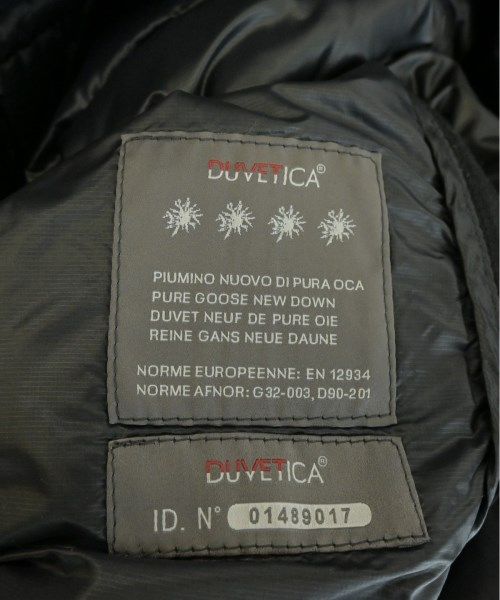 DUVETICA®
PIUMINO NUOVO DI PURA OCA
PURE GOOSE NEW DOWN
DUVET NEUF DE PURE OIE
REINE GANS NEUE DAUNE
NORME EUROPEENNE: EN 12934
NORME AFNOR: G32-003, D90-201
DUVETICA®
ID. N° 01489017